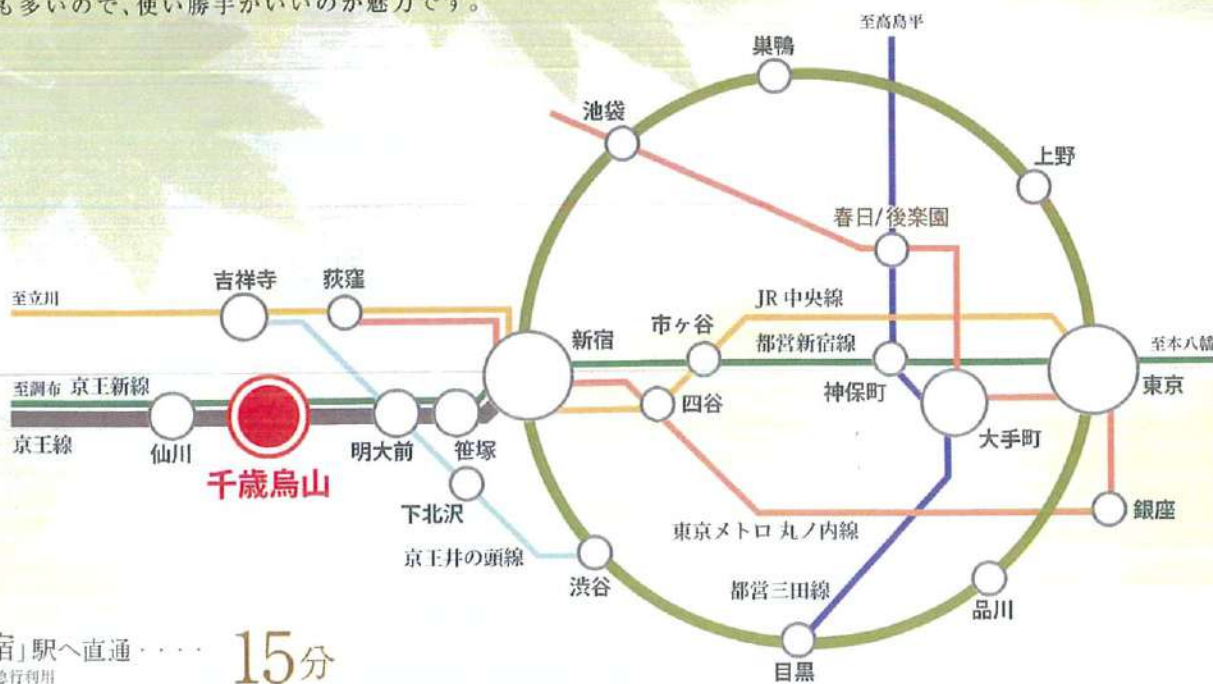 も多いので、使い勝手がいいのが魅力です。
至高島平
巣鴨
池袋
上野
春日/後楽園
吉祥寺
荻窪
至立川
JR 中央線
新宿
市ヶ谷
都営新宿線
至本八幡
至調布 京王新線
神保町
東京
四谷
京王線
仙川
明大前
笹塚
大手町
千歳烏山
下北沢
銀座
東京メトロ 丸ノ内線
京王井の頭線
渋谷
都営三田線
品川
目黒
宿」駅へ直通‥‥ 15分
急行利用